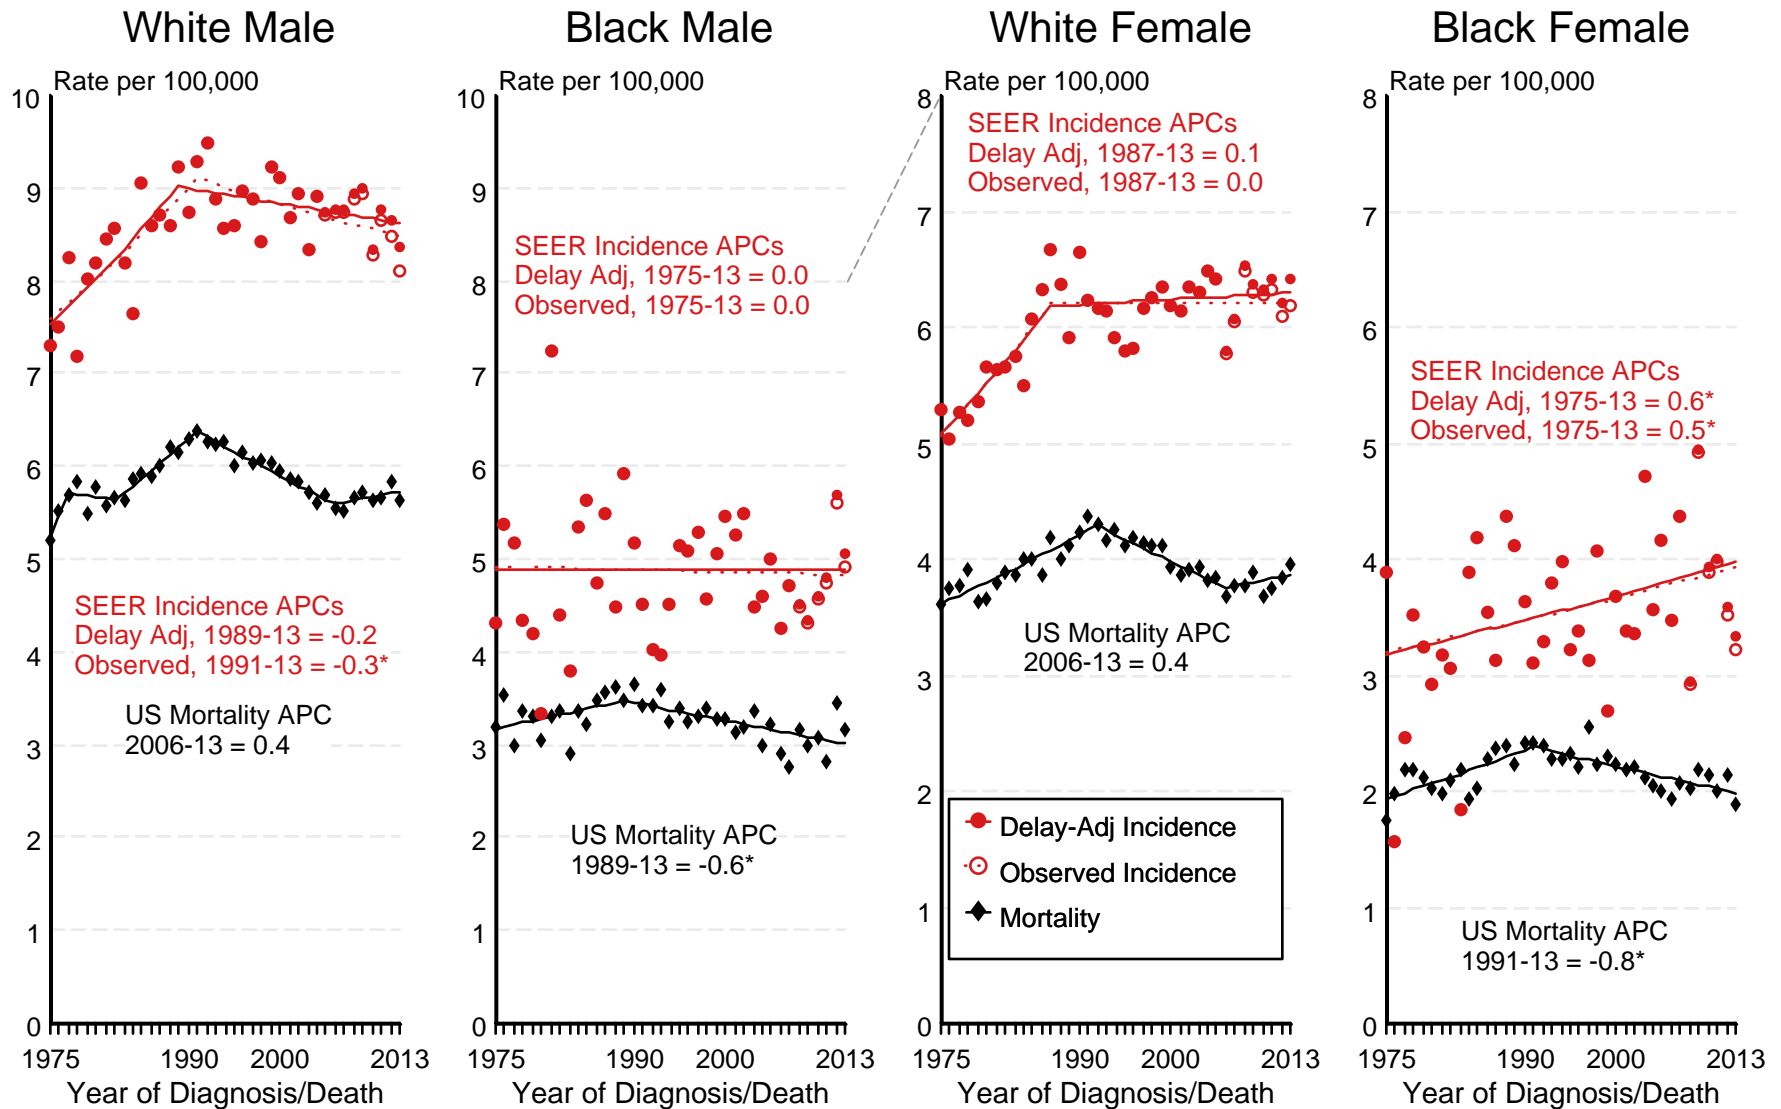 White Male
Rate per 100,000
10
9
8
7
6
5
4
3
2
1
0
SEER Incidence APCs
Delay Adj, 1989-13 = -0.2
Observed, 1991-13 = -0.3*
US Mortality APC
2006-13 = 0.4
1975 1990 2000 2013
Year of Diagnosis/Death
Black Male
Rate per 100,000
10
9
8
7
6
5
4
3
2
1
0
SEER Incidence APCs
Delay Adj, 1975-13 = 0.0
Observed, 1975-13 = 0.0
US Mortality APC
1989-13 = -0.6*
1975 1990 2000 2013
Year of Diagnosis/Death
White Female
Rate per 100,000
8
7
6
5
4
3
2
1
0
SEER Incidence APCs
Delay Adj, 1987-13 = 0.1
Observed, 1987-13 = 0.0
US Mortality APC
2006-13 = 0.4
Delay-Adj Incidence
Observed Incidence
Mortality
1975 1990 2000 2013
Year of Diagnosis/Death
Black Female
Rate per 100,000
8
7
6
5
4
3
2
1
0
SEER Incidence APCs
Delay Adj, 1975-13 = 0.6*
Observed, 1975-13 = 0.5*
US Mortality APC
1991-13 = -0.8*
1975 1990 2000 2013
Year of Diagnosis/Death